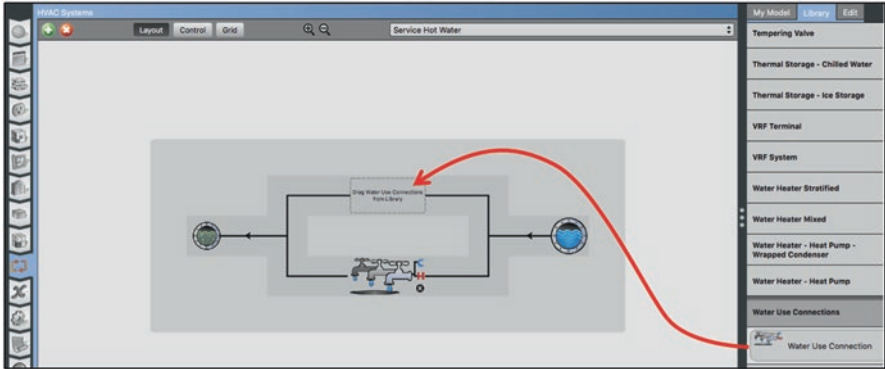 HVAC Systems
Layout
Control
Grid
Service Hot Water
My Model
Library
Edit
Tempering Valve
Thermal Storage - Chilled Water
Thermal Storage - Ice Storage
VRF Terminal
VRF System
Water Heater Stratified
Water Heater Mixed
Water Heater - Heat Pump -
Wrapped Condenser
Water Heater - Heat Pump
Water Use Connections
Water Use Connection
Drag Water Use Connections
from Library
C
H